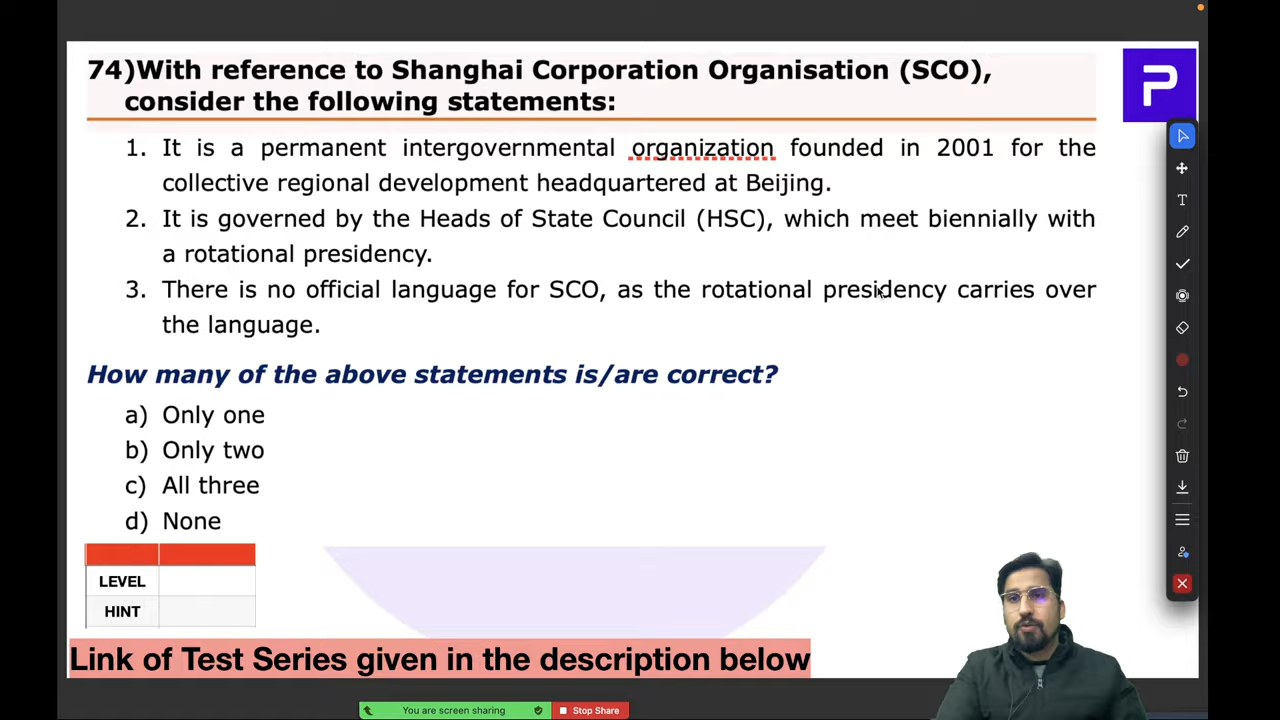 74)With reference to Shanghai Corporation Organisation (SCO),
consider the following statements:
P
1. It is a permanent intergovernmental organization founded in 2001 for the
collective regional development headquartered at Beijing.
2. It is governed by the Heads of State Council (HSC), which meet biennially with
a rotational presidency.
3. There is no official language for SCO, as the rotational presidency carries over
the language.
How many of the above statements is/are correct?
a) Only one
b) Only two
c) All three
d) None
LEVEL
HINT
Link of Test Series given in the description below
You are screen sharing
Stop Share